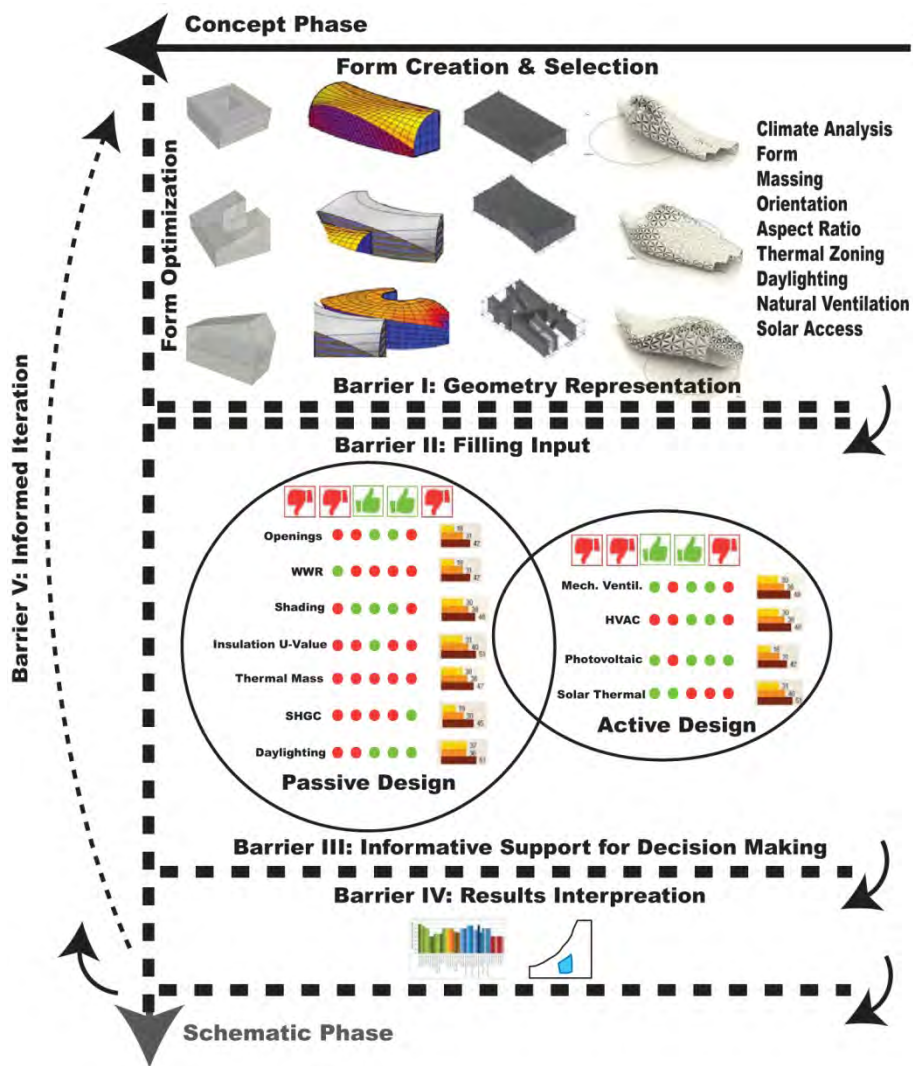 Concept Phase
Form Creation & Selection
Form Optimization
Climate Analysis
Form
Massing
Orientation
Aspect Ratio
Thermal Zoning
Daylighting
Natural Ventilation
Solar Access
Barrier I: Geometry Representation
Barrier II: Filling Input
Barrier V: Informed Iteration
Openings
WWR
Shading
Insulation U-Value
Thermal Mass
SHGC
Daylighting
Passive Design
Mech. Ventil.
HVAC
Photovoltaic
Solar Thermal
Active Design
Barrier III: Informative Support for Decision Making
Barrier IV: Results Interpreation
Schematic Phase